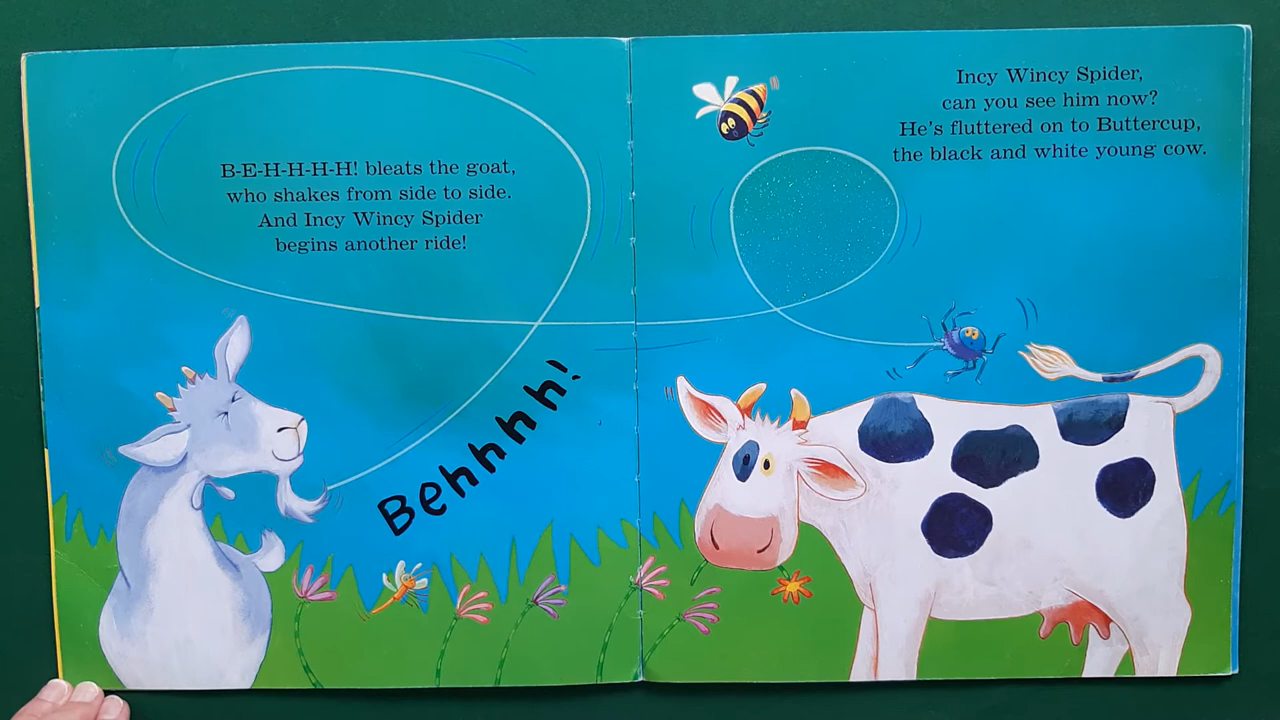 B-E-H-H-H-H! bleats the goat,
who shakes from side to side.
And Incy Wincy Spider
begins another ride!
Behhhh!
Incy Wincy Spider,
can you see him now?
He's fluttered on to Buttercup,
the black and white young cow.